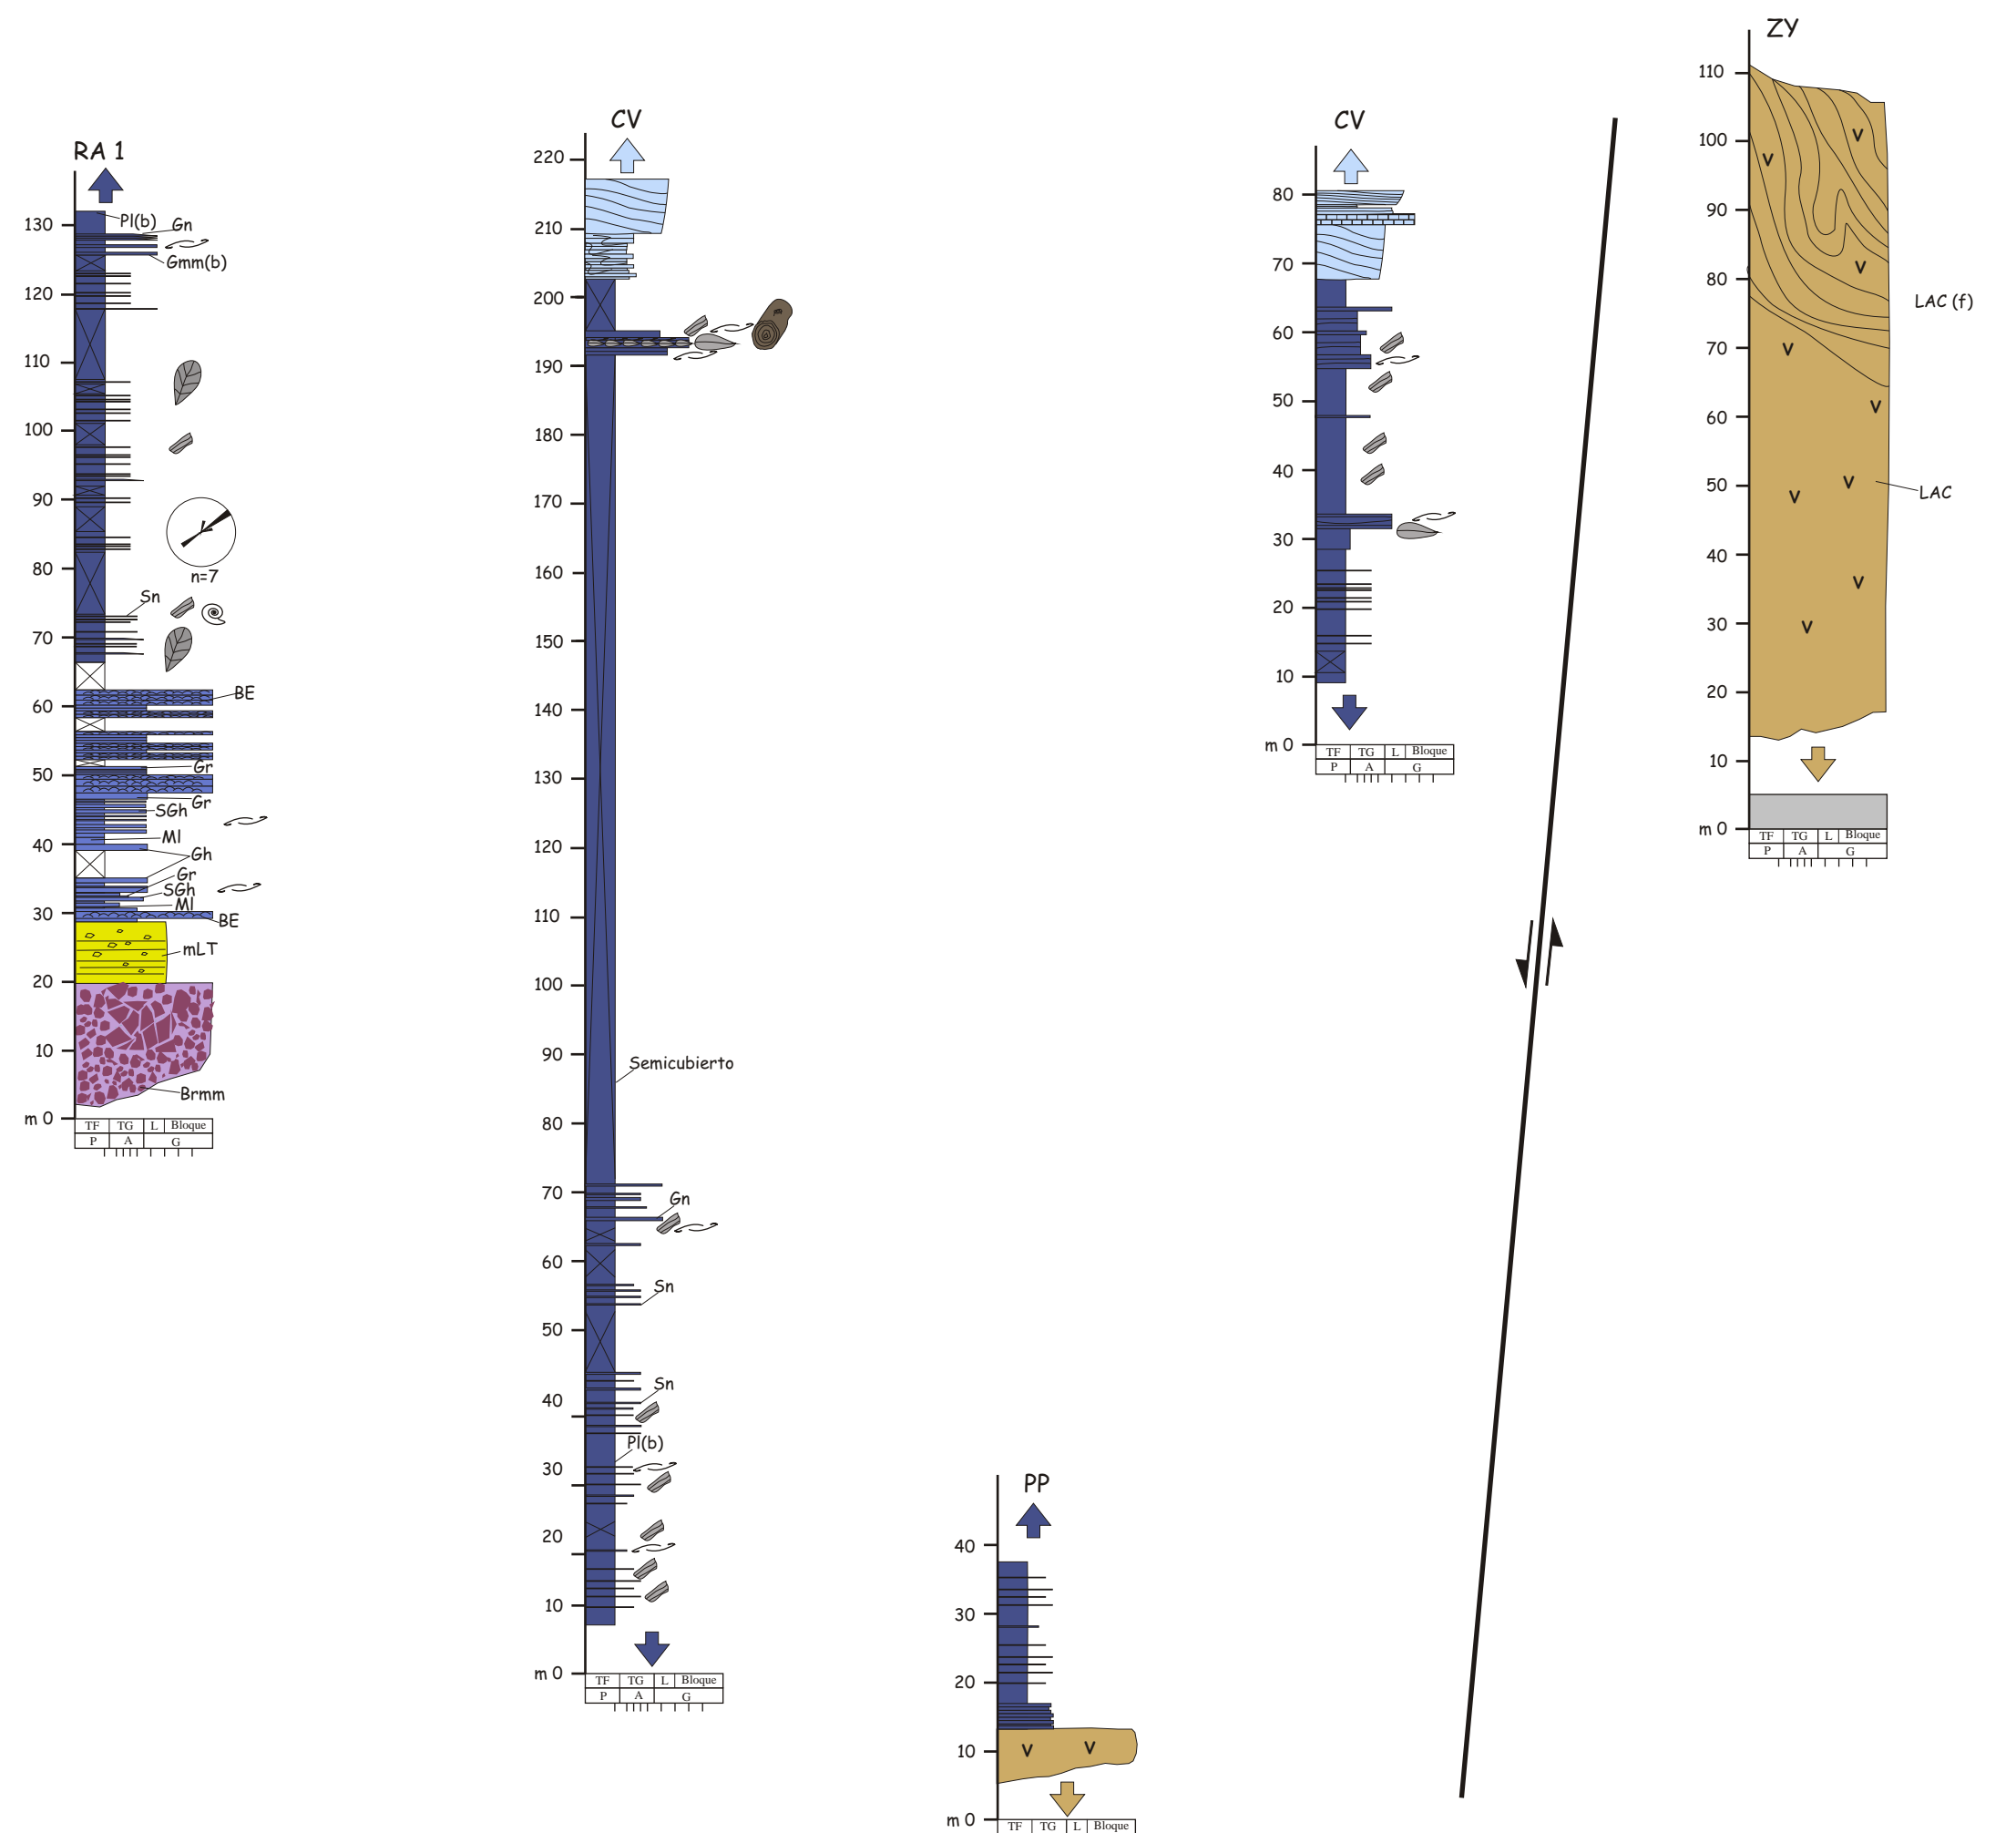 RA 1
130
120
110
100
90
80
70
60
50
40
30
20
10
m 0
Pl(b)
Gn
Gmm(b)
n=7
Sn
BE
Gr
Gr
SGh
Ml
Gh
Gr
SGh
Ml
BE
mLT
Brmm
TF TG L Bloque
P A G
CV
220
210
200
190
180
170
160
150
140
130
120
110
100
90
80
70
60
50
40
30
20
10
m 0
Semicubierto
Gn
Sn
Sn
Pl(b)
TF TG L Bloque
P A G
PP
40
30
20
10
m 0
V V
TF TG L Bloque
CV
80
70
60
50
40
30
20
10
m 0
TF TG L Bloque
P A G
ZY
110
100
90
80
70
60
50
40
30
20
10
m 0
V
V
V
V
V
V
V
V
V
LAC (f)
LAC
TF TG L Bloque
P A G